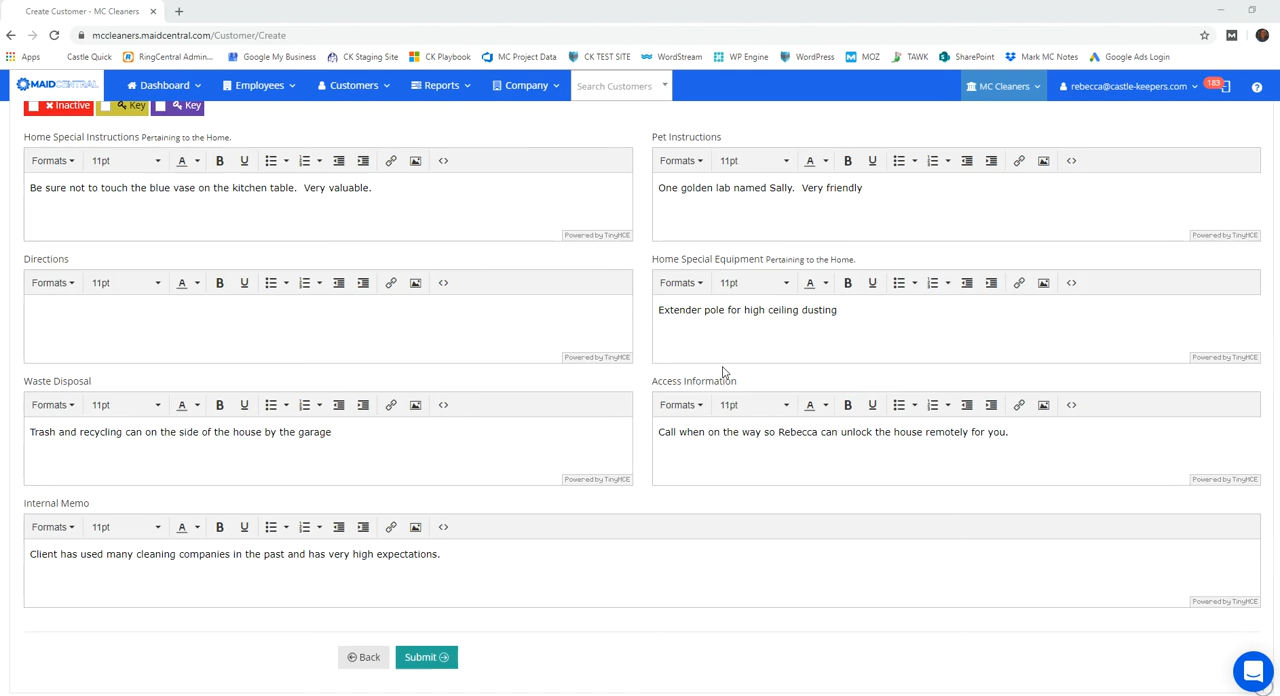 Create Customer - MC Cleaners
mccleaners.maidcentral.com/Customer/Create
Apps Castle Quick RingCentral Admin... Google My Business CK Staging Site CK Playbook MC Project Data CK TEST SITE WordStream WP Engine WordPress MOZ TAWK SharePoint Mark MC Notes Google Ads Login
MAIDCENTRAL Dashboard Employees Customers Reports Company Search Customers MC Cleaners rebecca@castle-keepers.com 183
Inactive Key Key
Home Special Instructions Pertaining to the Home.
Formats 11pt A B U
Be sure not to touch the blue vase on the kitchen table. Very valuable.
Powered by TinyMCE
Pet Instructions
Formats 11pt A B U
One golden lab named Sally. Very friendly
Powered by TinyMCE
Directions
Formats 11pt A B U
Powered by TinyMCE
Home Special Equipment Pertaining to the Home.
Formats 11pt A B U
Extender pole for high ceiling dusting
Powered by TinyMCE
Waste Disposal
Formats 11pt A B U
Trash and recycling can on the side of the house by the garage
Powered by TinyMCE
Access Information
Formats 11pt A B U
Call when on the way so Rebecca can unlock the house remotely for you.
Powered by TinyMCE
Internal Memo
Formats 11pt A B U
Client has used many cleaning companies in the past and has very high expectations.
Powered by TinyMCE
Back Submit